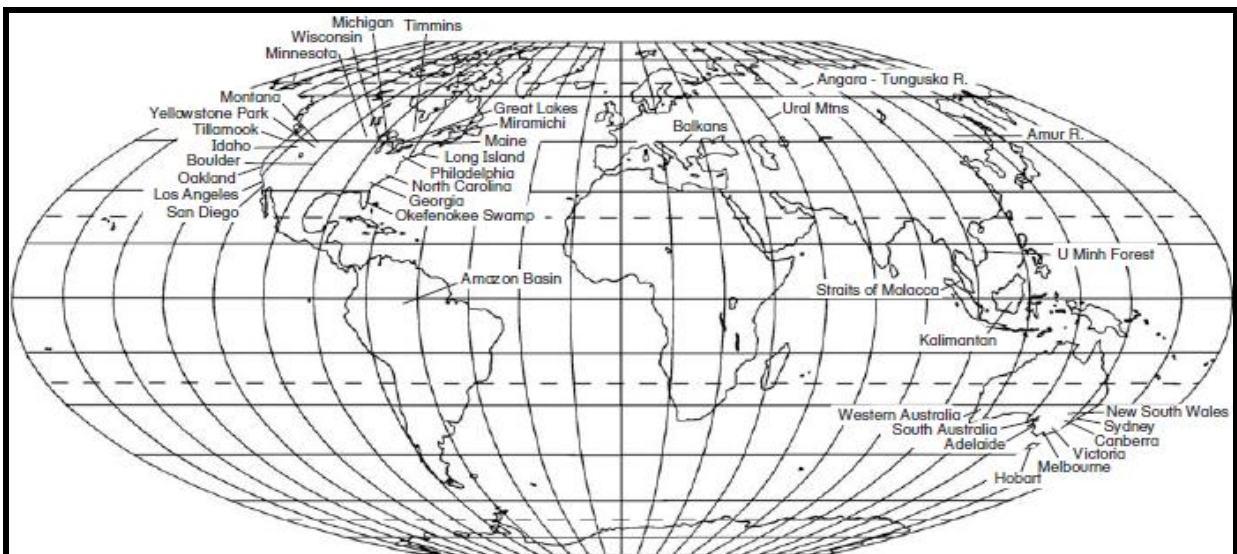 Michigan
Timmins
Wisconsin
Minnesota
Angara - Tunguska R.
Montana
Great Lakes
Ural Mtns
Yellowstone Park
Miramichi
Balkans
Tillamook
Maine
Amur R.
Idaho
Long Island
Boulder
Philadelphia
Oakland
North Carolina
Los Angeles
Georgia
San Diego
Okefenokee Swamp
U Minh Forest
Amazon Basin
Straits of Malacca
Kalimantan
Western Australia
New South Wales
South Australia
Sydney
Adelaide
Canberra
Victoria
Melbourne
Hobart